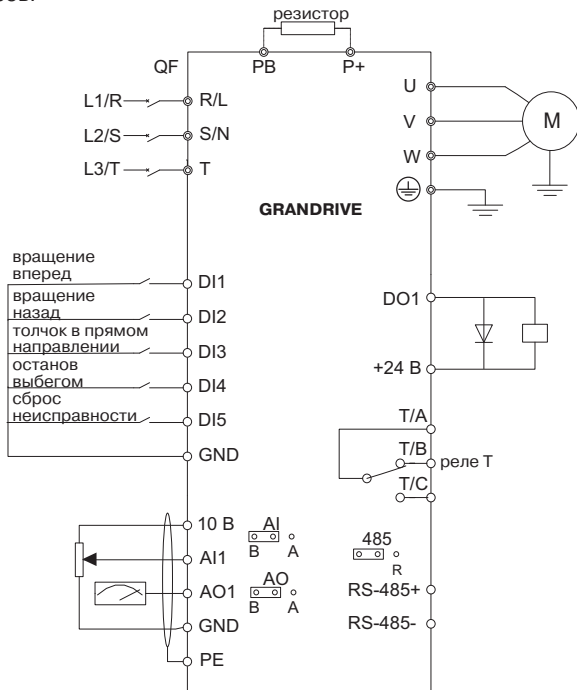 резистор
QF PB P+
L1/R R/L U
L2/S S/N V M
L3/T T W
GRANDRIVE
вращение
вперед DI1
вращение
назад DI2 DO1
толчок в прямом
направлении DI3
останов
выбегом DI4 +24 В
сброс
неисправности DI5 T/A
GND T/B реле Т
T/C
10 В AI 485
B A R
AI1
AO1 AO RS-485+
B A
GND RS-485-
PE